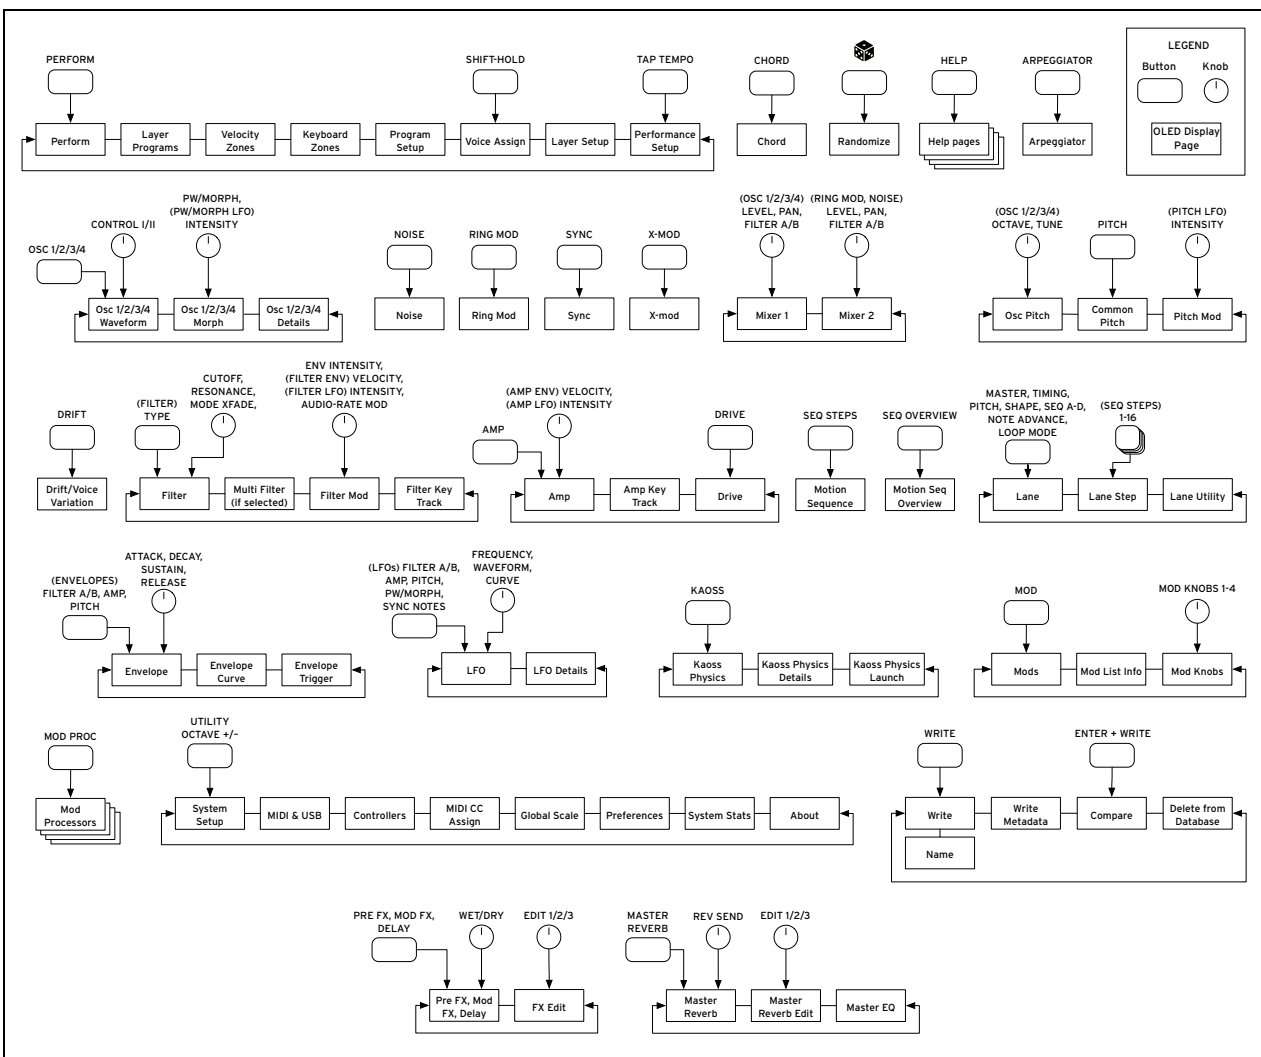 PERFORM
SHIFT-HOLD
TAP TEMPO
CHORD
HELP
ARPEGGIATOR
LEGEND
Button
Knob
OLED Display
Page
Perform
Layer
Programs
Velocity
Zones
Keyboard
Zones
Program
Setup
Voice Assign
Layer Setup
Performance
Setup
Chord
Randomize
Help pages
Arpeggiator
OSC 1/2/3/4
CONTROL I/II
PW/MORPH,
(PW/MORPH LFO)
INTENSITY
NOISE
RING MOD
SYNC
X-MOD
(OSC 1/2/3/4)
LEVEL, PAN,
FILTER A/B
(RING MOD, NOISE)
LEVEL, PAN,
FILTER A/B
(OSC 1/2/3/4)
OCTAVE, TUNE
PITCH
(PITCH LFO)
INTENSITY
Osc 1/2/3/4
Waveform
Osc 1/2/3/4
Morph
Osc 1/2/3/4
Details
Noise
Ring Mod
Sync
X-mod
Mixer 1
Mixer 2
Osc Pitch
Common
Pitch
Pitch Mod
DRIFT
(FILTER)
TYPE
CUTOFF,
RESONANCE,
MODE XFADE,
ENV INTENSITY,
(FILTER ENV) VELOCITY,
(FILTER LFO) INTENSITY,
AUDIO-RATE MOD
AMP
(AMP ENV) VELOCITY,
(AMP LFO) INTENSITY
DRIVE
SEQ STEPS
SEQ OVERVIEW
MASTER, TIMING,
PITCH, SHAPE, SEQ A-D,
NOTE ADVANCE,
LOOP MODE
(SEQ STEPS)
1-16
Drift/Voice
Variation
Filter
Multi Filter
(if selected)
Filter Mod
Filter Key
Track
Amp
Amp Key
Track
Drive
Motion
Sequence
Motion Seq
Overview
Lane
Lane Step
Lane Utility
(ENVELOPES)
FILTER A/B, AMP,
PITCH
ATTACK, DECAY,
SUSTAIN,
RELEASE
(LFOs) FILTER A/B,
AMP, PITCH,
PW/MORPH,
SYNC NOTES
FREQUENCY,
WAVEFORM,
CURVE
KAOSS
MOD
MOD KNOBS 1-4
Envelope
Envelope
Curve
Envelope
Trigger
LFO
LFO Details
Kaoss
Physics
Kaoss Physics
Details
Kaoss Physics
Launch
Mods
Mod List Info
Mod Knobs
MOD PROC
UTILITY
OCTAVE +/–
WRITE
ENTER + WRITE
Mod
Processors
System
Setup
MIDI & USB
Controllers
MIDI CC
Assign
Global Scale
Preferences
System Stats
About
Write
Write
Metadata
Compare
Delete from
Database
Name
PRE FX, MOD FX,
DELAY
WET/DRY
EDIT 1/2/3
MASTER
REVERB
REV SEND
EDIT 1/2/3
Pre FX, Mod
FX, Delay
FX Edit
Master
Reverb
Master
Reverb Edit
Master EQ